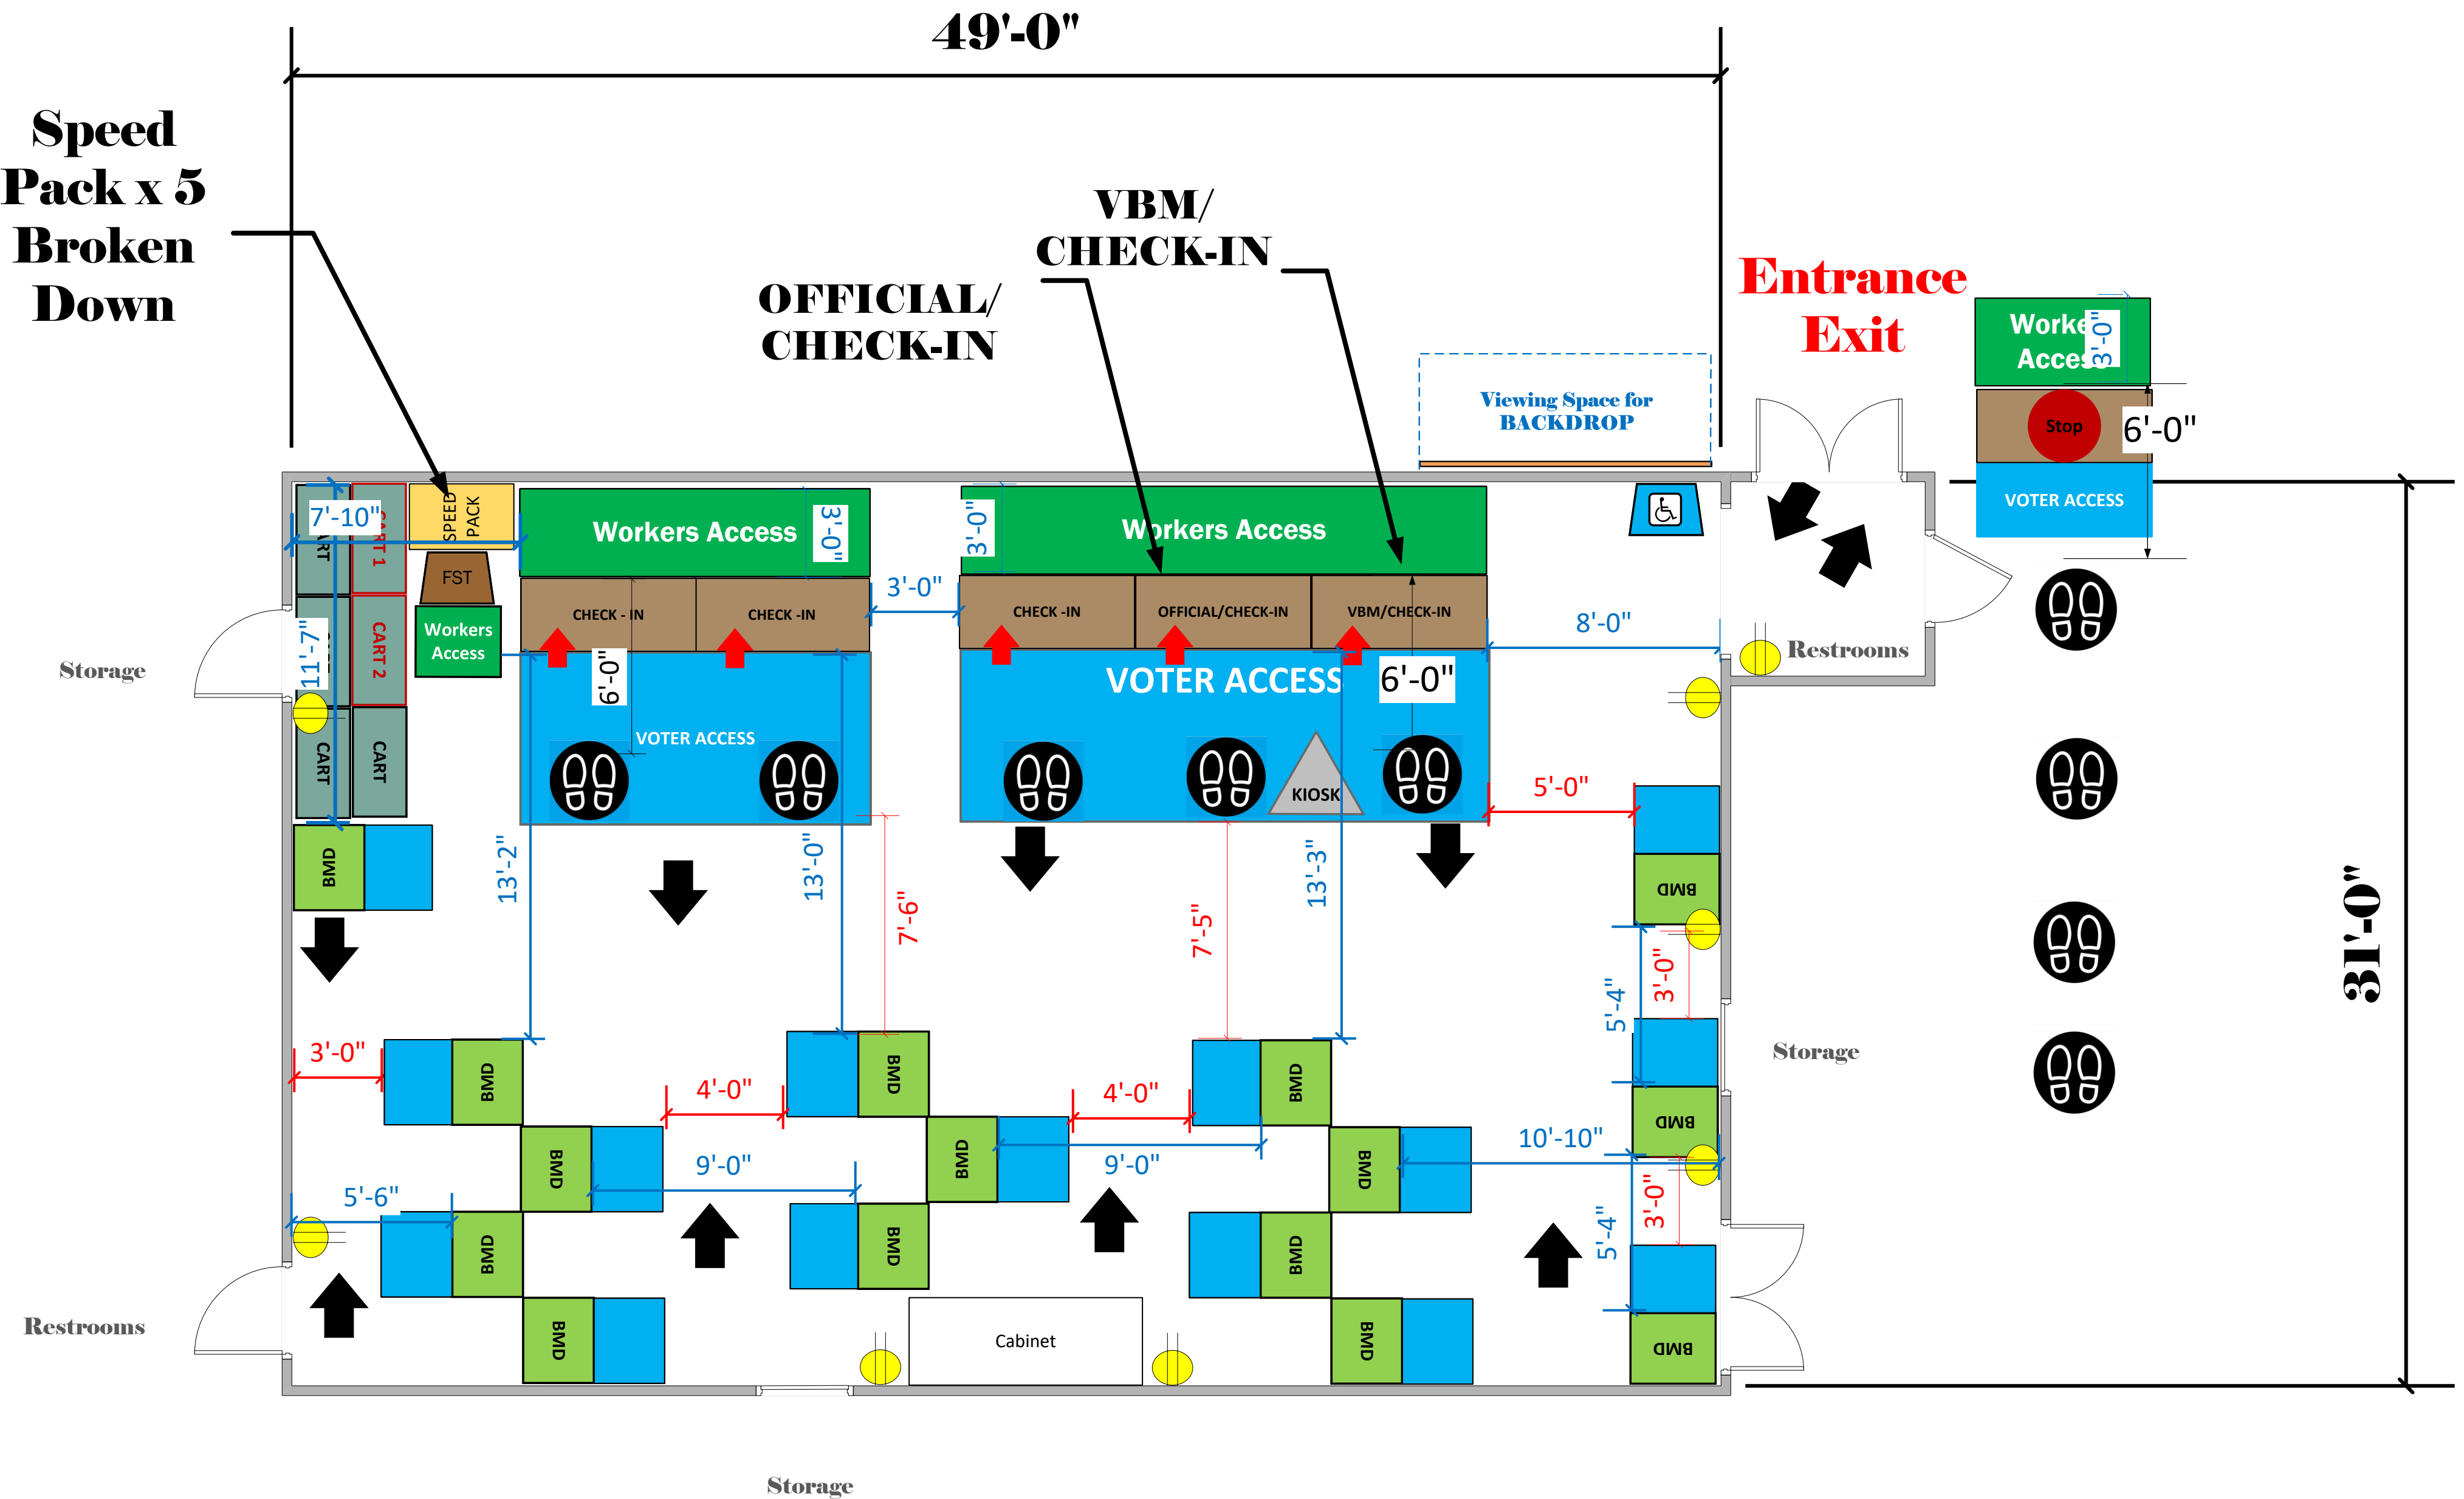 49'-0"
Speed
Pack x 5
Broken
Down
VBM/
CHECK-IN
OFFICIAL/
CHECK-IN
Entrance
Exit
Viewing Space for
BACKDROP
Access
3'-0"
Stop
6'-0"
VOTER ACCESS
7'-10"
CART 1
SPEED
PACK
Workers Access
3'-0"
3'-0"
Workers Access
FST
CHECK - IN
CHECK -IN
3'-0"
CHECK -IN
OFFICIAL/CHECK-IN
VBM/CHECK-IN
8'-0"
Workers
Access
11'-7"
CART 2
Storage
Restrooms
6'-0"
VOTER ACCESS
6'-0"
VOTER ACCESS
CART
CART
KIOSK
5'-0"
BMD
13'-2"
13'-0"
7'-6"
7'-5"
13'-3"
BMD
31'-0"
5'-4"
3'-0"
3'-0"
BMD
4'-0"
BMD
4'-0"
BMD
Storage
BMD
BMD
9'-0"
BMD
9'-0"
BMD
10'-10"
5'-6"
BMD
BMD
BMD
5'-4"
3'-0"
Restrooms
BMD
Cabinet
BMD
BMD
Storage